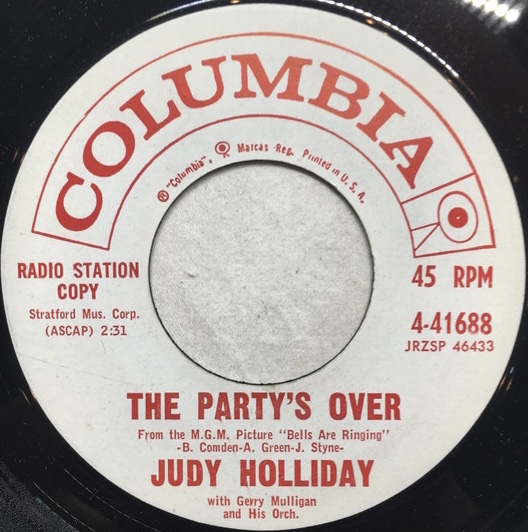 COLUMBIA
® "Columbia", Marcas Reg. Printed in U. S. A.
RADIO STATION
COPY
Stratford Mus. Corp.
(ASCAP) 2:31
45 RPM
4-41688
JRZSP 46433
THE PARTY'S OVER
From the M.G.M. Picture "Bells Are Ringing"
-B. Comden-A. Green-J. Styne-
JUDY HOLLIDAY
with Gerry Mulligan
and His Orch.